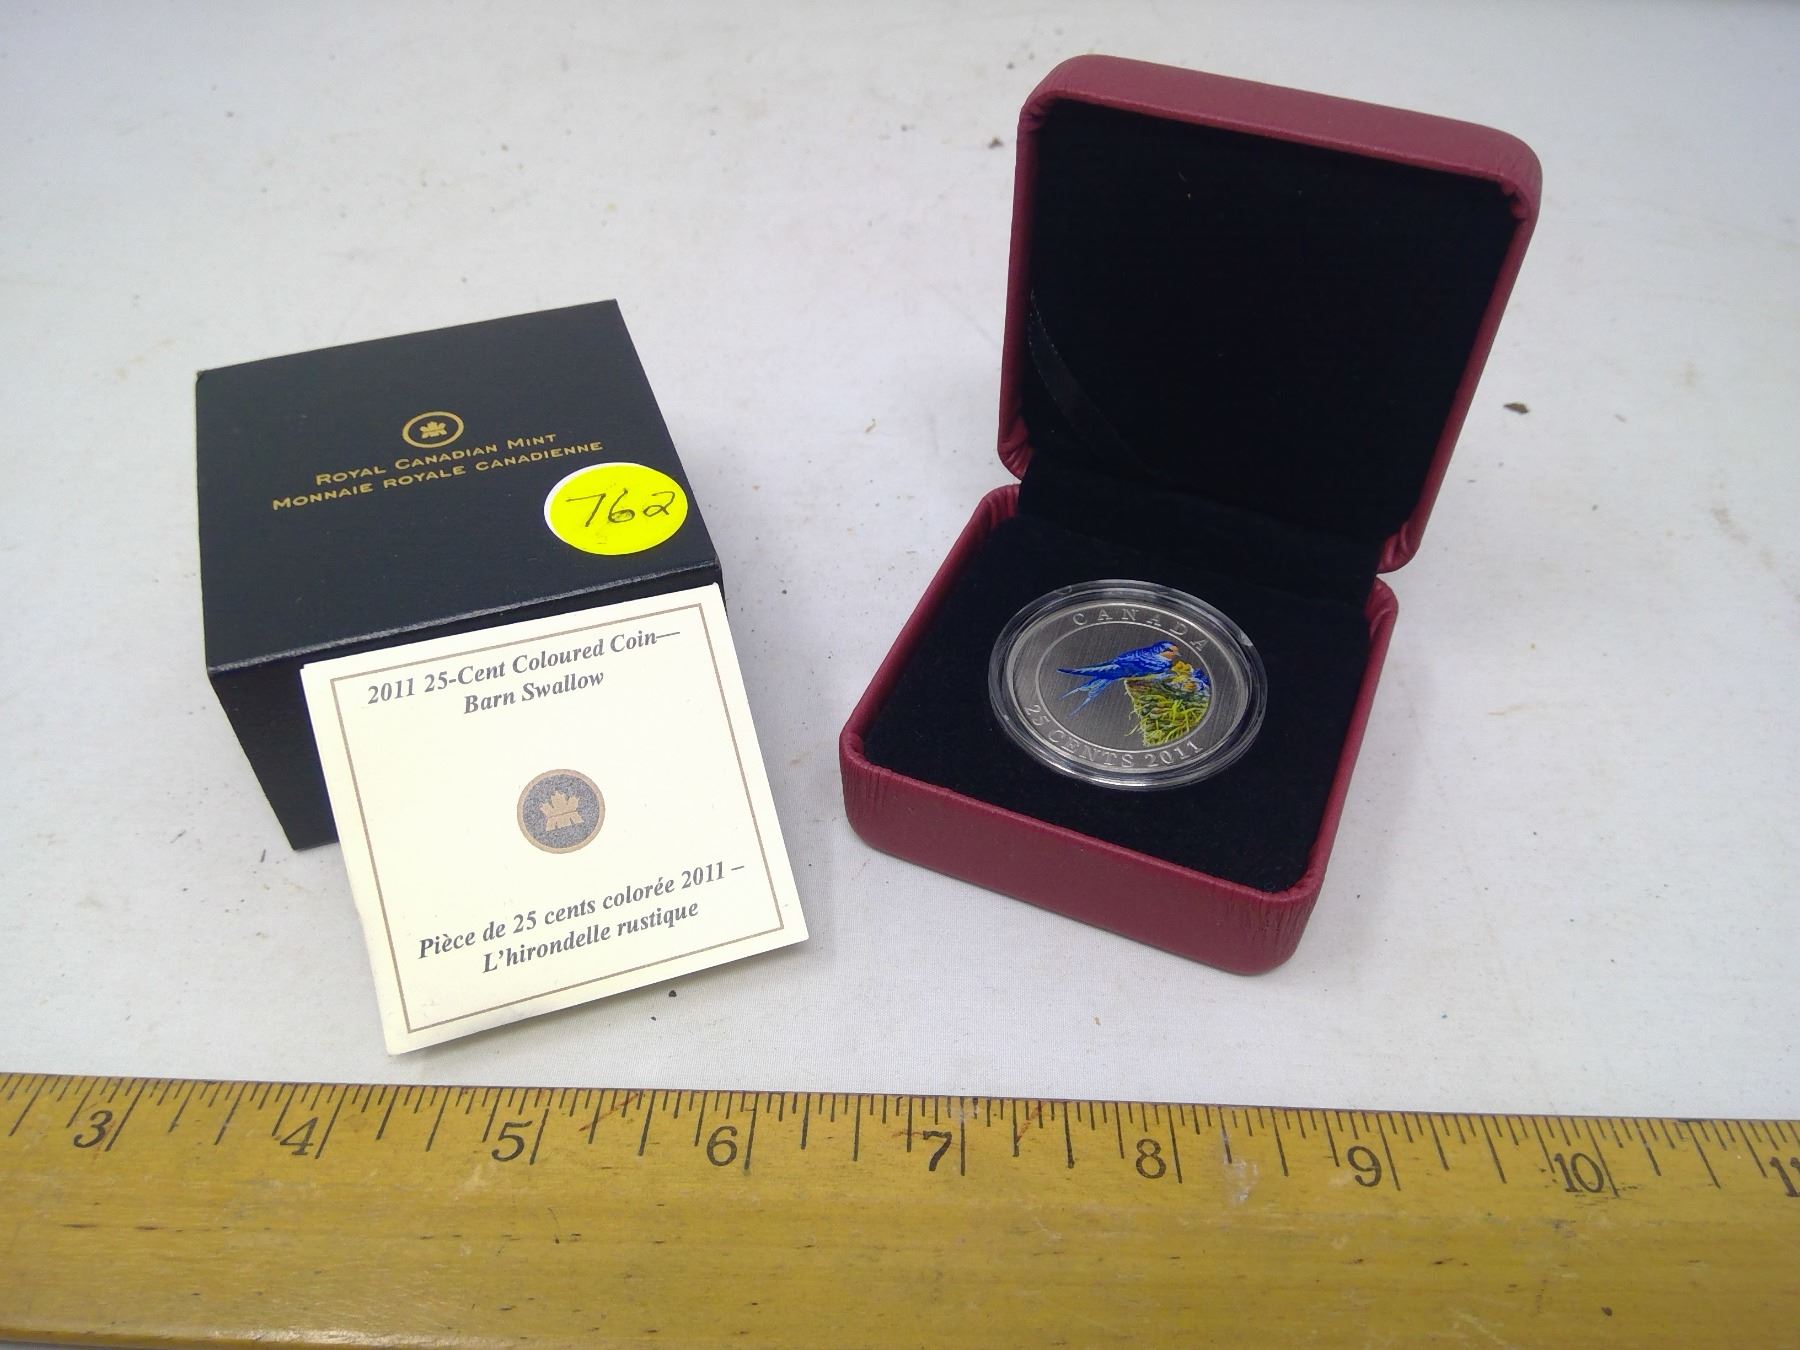 ROYAL CANADIAN MINT
MONNAIE ROYALE CANADIENNE
762
2011 25-Cent Coloured Coin—
Barn Swallow
Pièce de 25 cents colorée 2011 –
L'hirondelle rustique
CANADA
25 CENTS 2011
3 4 5 6 7 8 9 10 11